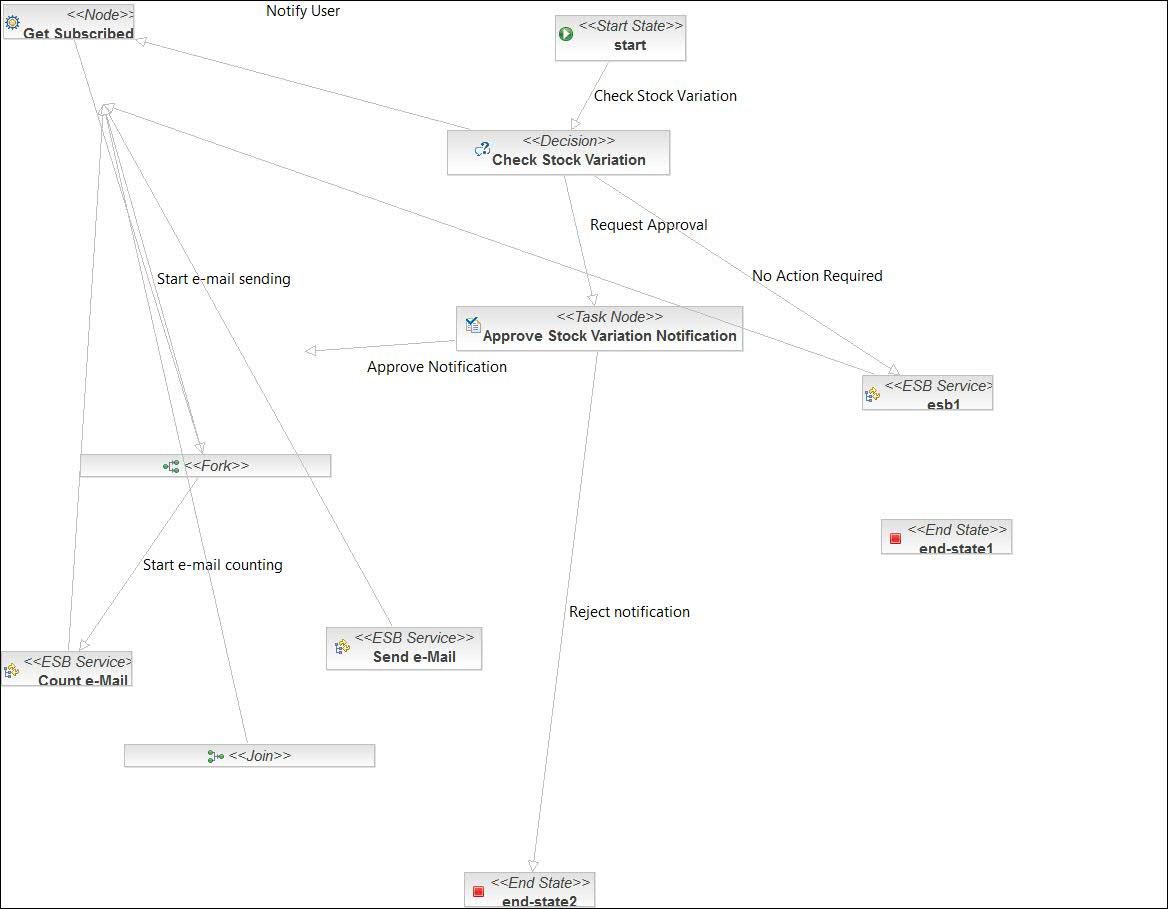 <<Node>>
Get Subscribed
Notify User
<<Start State>>
start
Check Stock Variation
<<Decision>>
Check Stock Variation
Request Approval
No Action Required
Start e-mail sending
<<Task Node>>
Approve Stock Variation Notification
Approve Notification
<<ESB Service>
esb1
<<Fork>>
<<End State>>
end-state1
Start e-mail counting
Reject notification
<<ESB Service>>
Send e-Mail
<<ESB Service>
Count e-Mail
<<Join>>
<<End State>>
end-state2